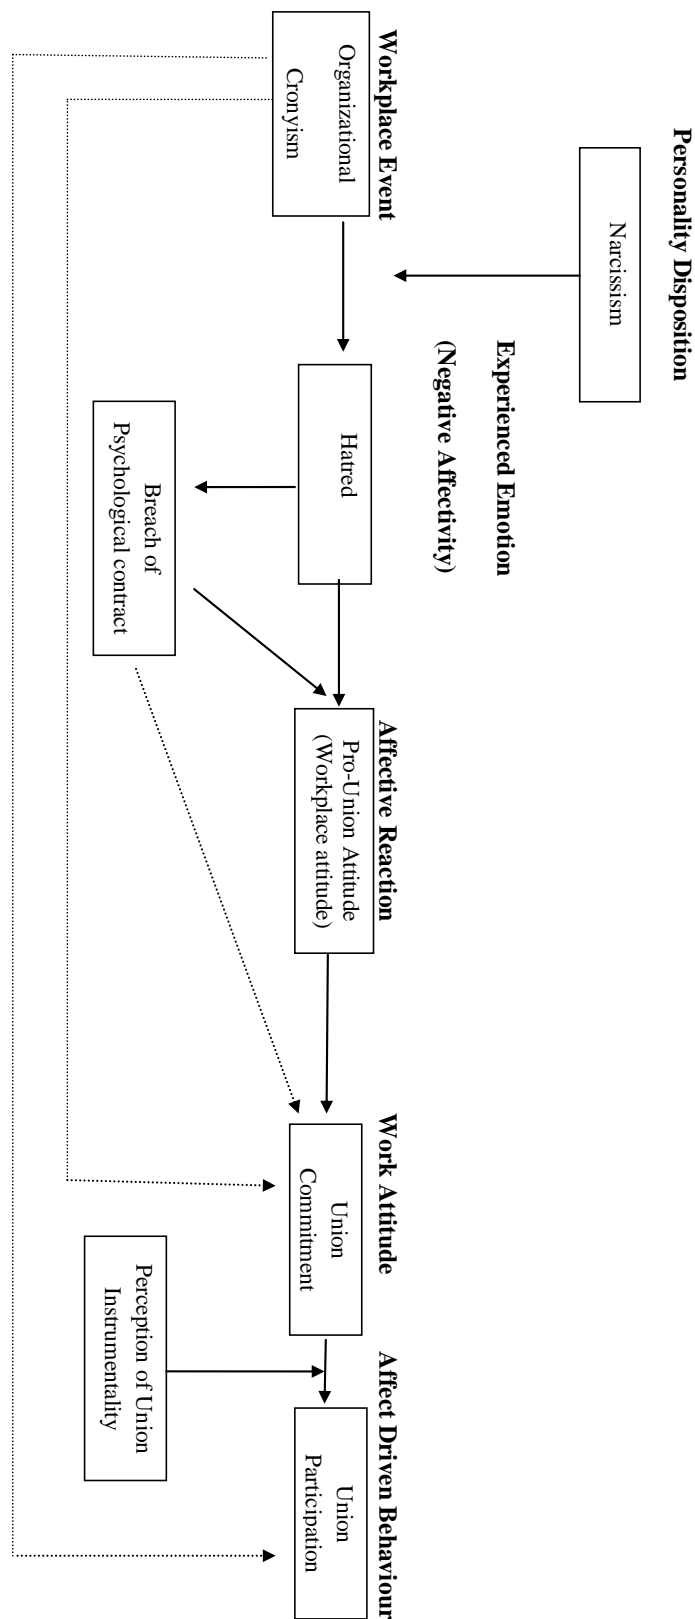 Personality Disposition
Narcissism
Experienced Emotion
(Negative Affectivity)
Workplace Event
Organizational
Cronyism
Hatred
Breach of
Psychological contract
Affective Reaction
Pro-Union Attitude
(Workplace attitude)
Work Attitude
Union
Commitment
Perception of Union
Instrumentality
Affect Driven Behaviour
Union
Participation